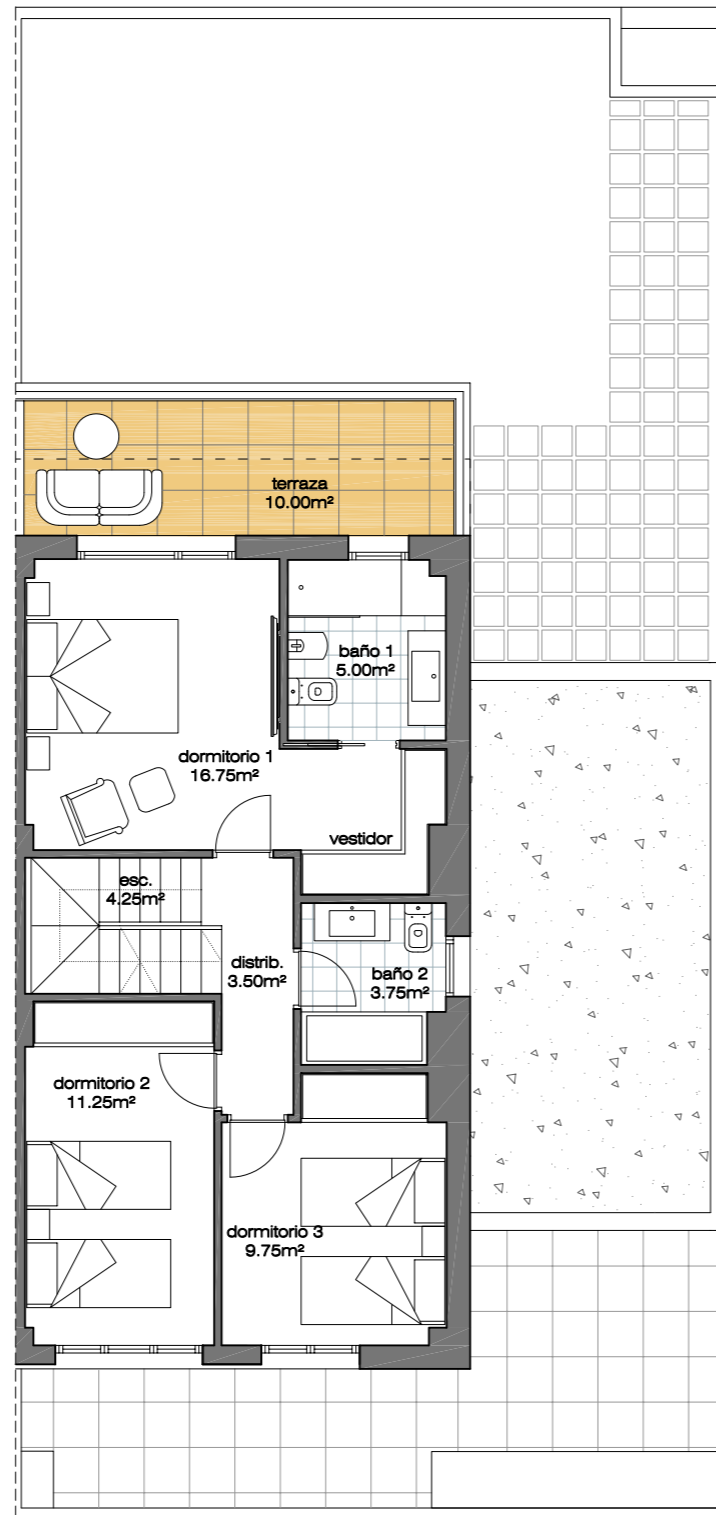 terraza
10.00m²
baño 1
5.00m²
dormitorio 1
16.75m²
vestidor
esc.
4.25m²
distrib.
3.50m²
baño 2
3.75m²
dormitorio 2
11.25m²
dormitorio 3
9.75m²